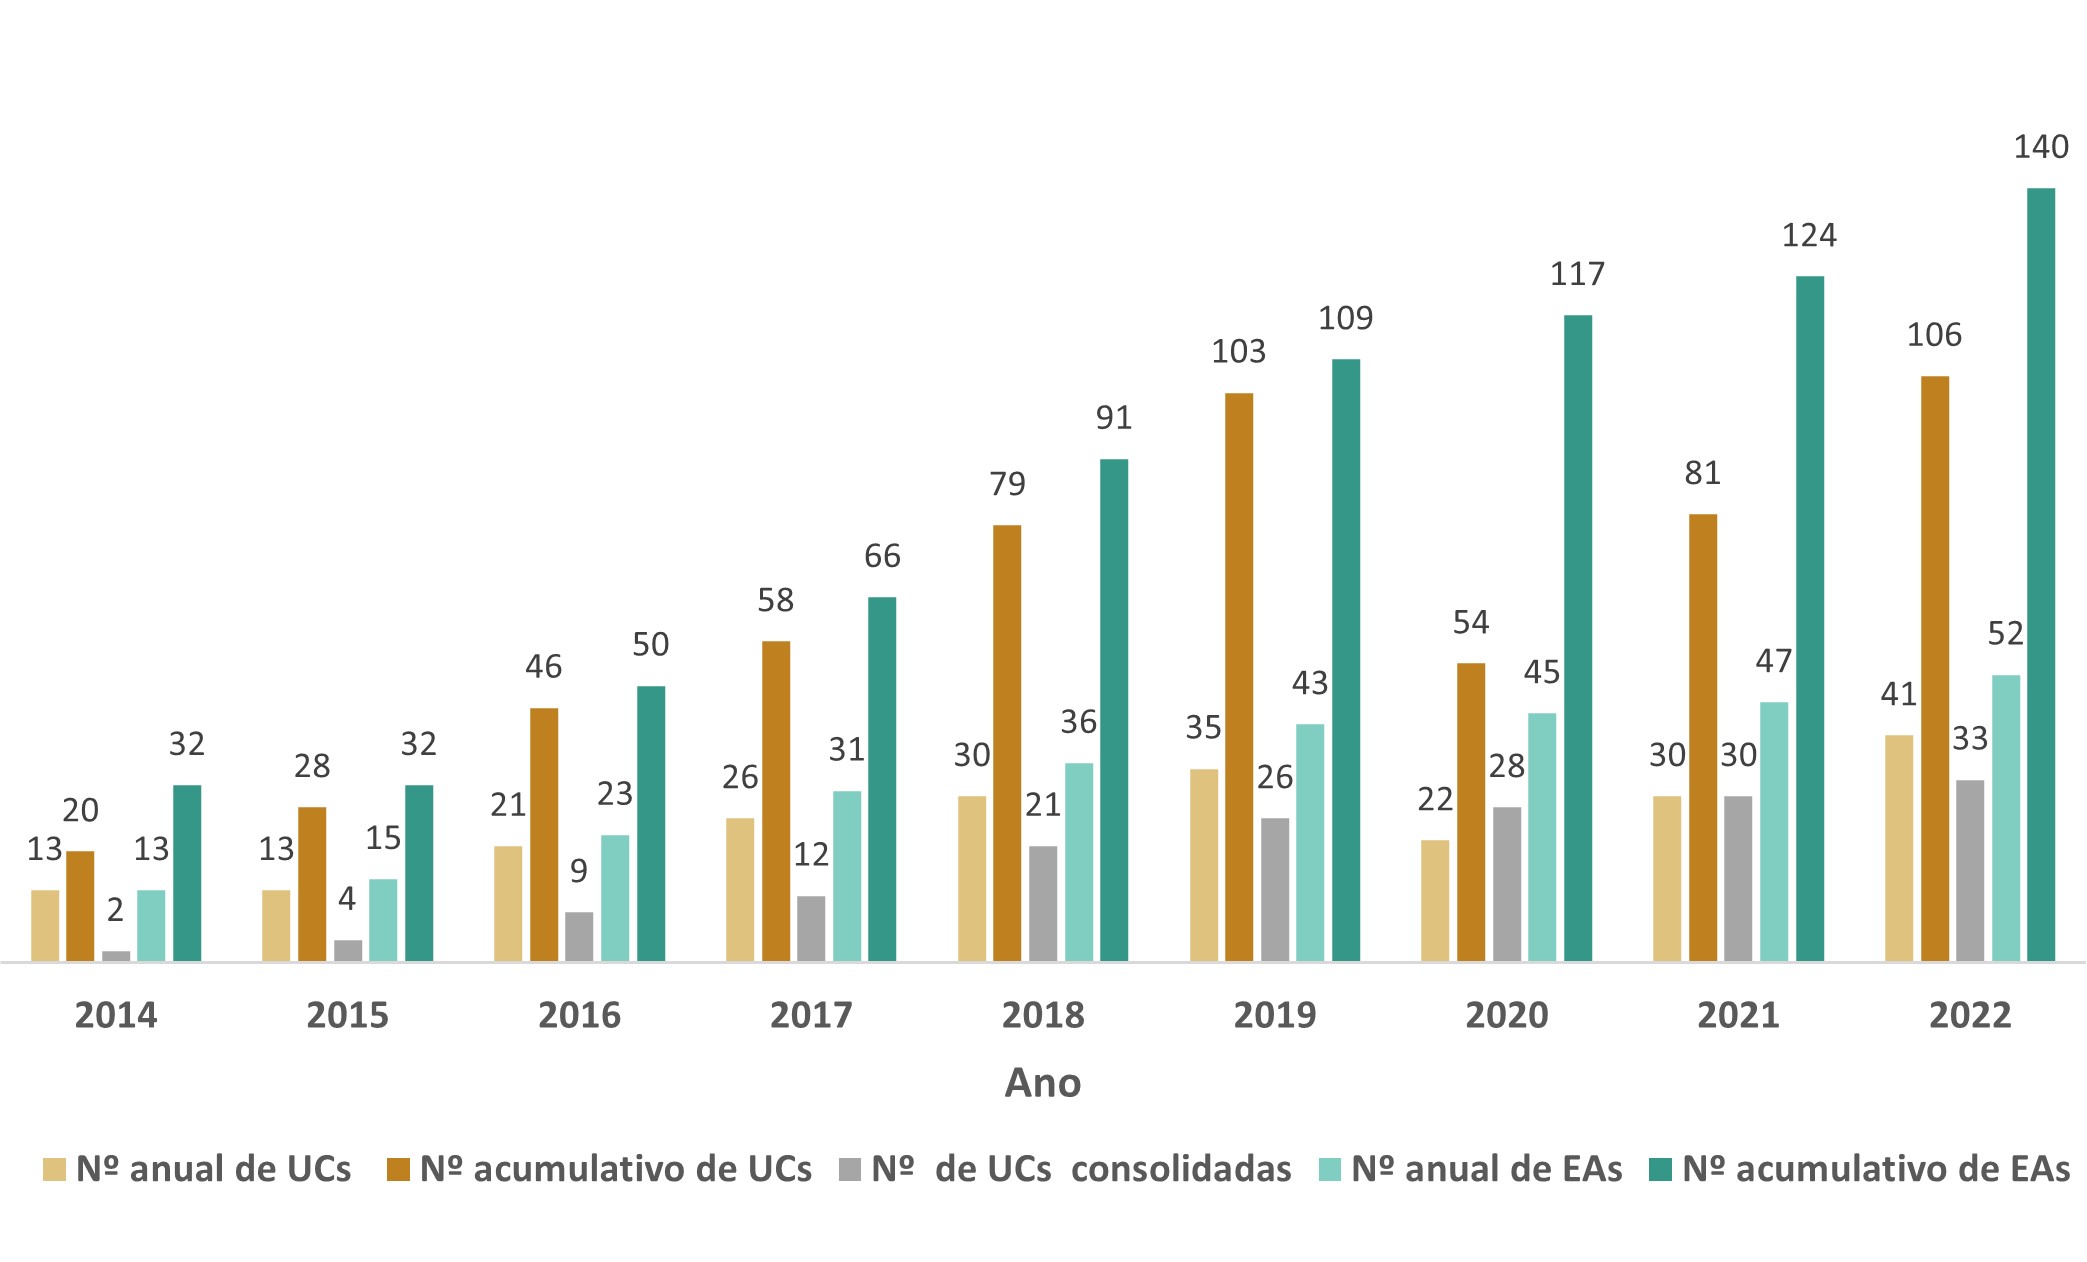 13 20 2 13 32
13 28 4 15 32
21 46 9 23 50
26 58 12 31 66
30 79 21 36 91
35 103 26 43 109
22 54 28 45 117
30 81 30 47 124
41 106 33 52 140
2014 2015 2016 2017 2018 2019 2020 2021 2022
Ano
Nº anual de UCs Nº acumulativo de UCs Nº de UCs consolidadas Nº anual de EAs Nº acumulativo de EAs